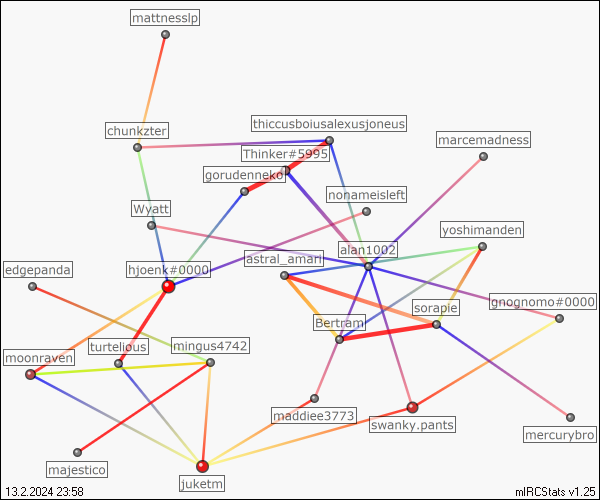 mattnesslp
chunkzter
thiccusboiusalexusjoneus
marcemadness
Thinker#5995
gorudenneko
nonameisleft
Wyatt
yoshimanden
alan1002
astral_amari
edgepanda
hjoenk#0000
gnognomo#0000
sorapie
Bertram
turtelious
mingus4742
moonraven
maddiee3773
swanky.pants
mercurybro
majestico
juketm
13.2.2024 23:58
mIRCStats v1.25